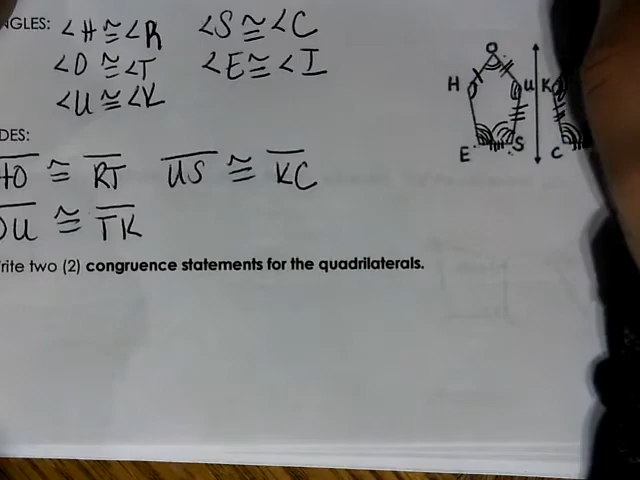 NGLES: ∠H ≅ ∠R ∠S ≅ ∠C
∠O ≅ ∠T ∠E ≅ ∠I
∠U ≅ ∠K
DES:
HO ≅ RT US ≅ KC
OU ≅ TK
rite two (2) congruence statements for the quadrilaterals.
O
H U K
E S C